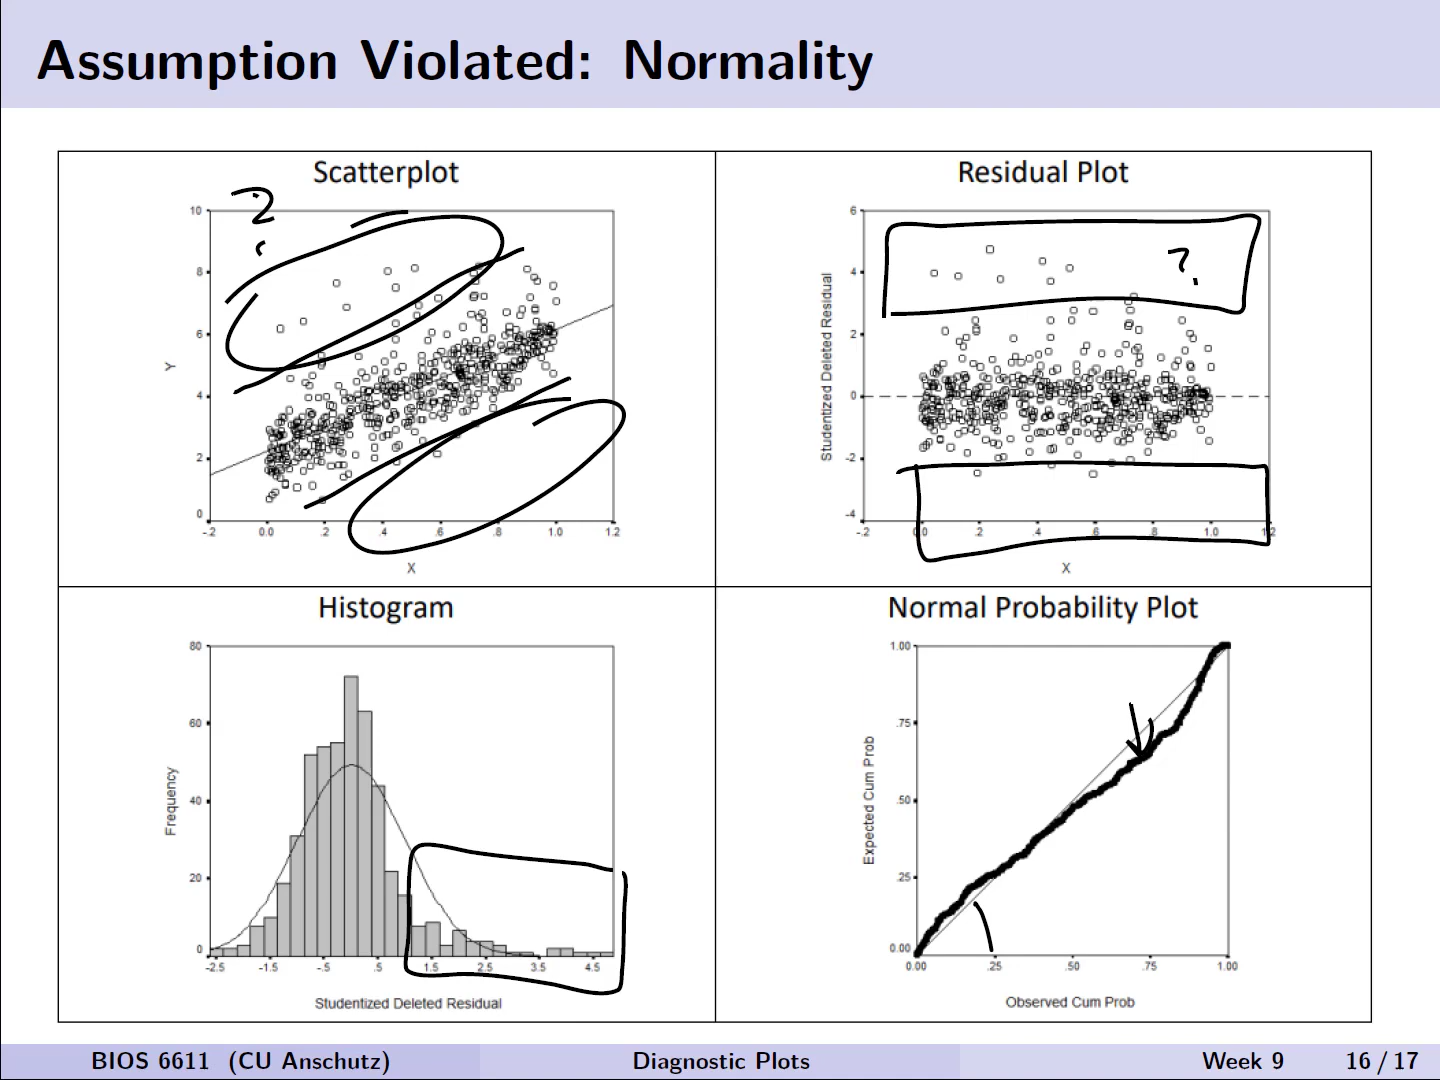 Assumption Violated: Normality
Scatterplot
?
10
8
6
4
2
0
-.2 0.0 .2 .4 .6 .8 1.0 1.2
Y
X
Residual Plot
?
6
4
2
0
-2
-4
-.2 0.0 .2 .4 .6 .8 1.0 1.2
Studentized Deleted Residual
X
Histogram
80
60
40
20
0
-2.5 -1.5 -.5 .5 1.5 2.5 3.5 4.5
Frequency
Studentized Deleted Residual
Normal Probability Plot
1.00
.75
.50
.25
0.00
0.00 .25 .50 .75 1.00
Expected Cum Prob
Observed Cum Prob
BIOS 6611 (CU Anschutz) Diagnostic Plots Week 9 16 / 17